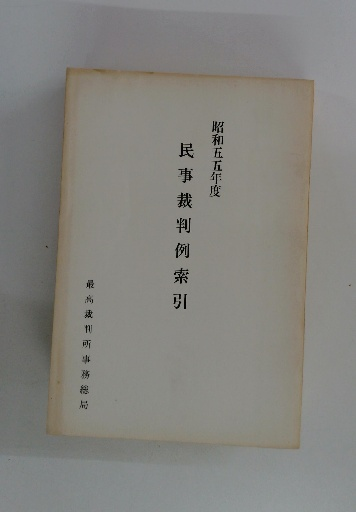 昭和五五年度
民事裁判例索引
最高裁判所事務総局